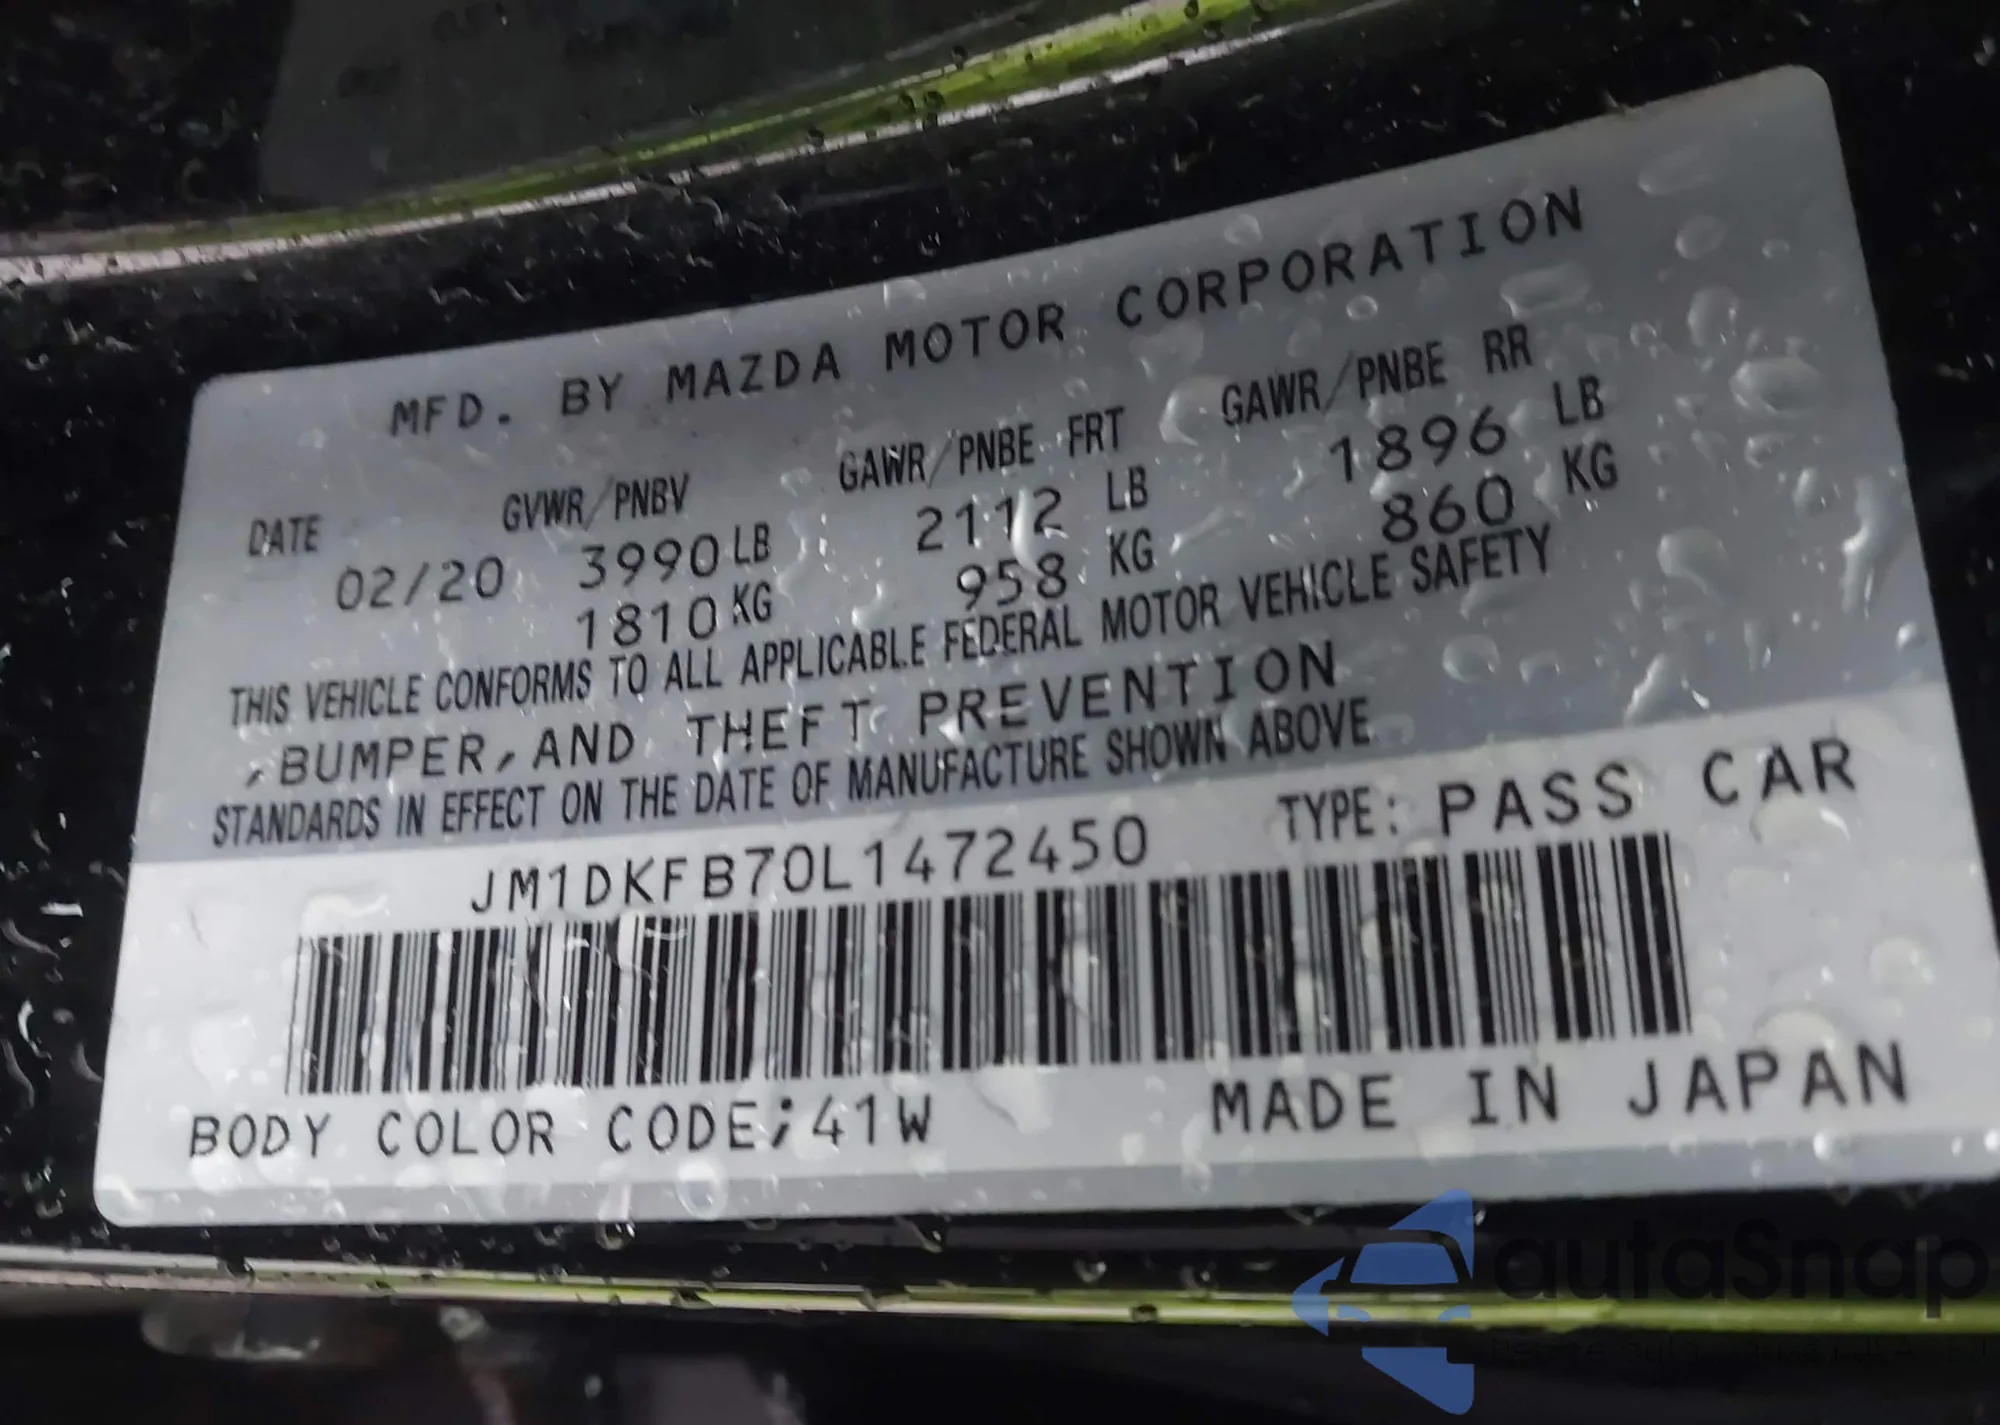 MFD. BY MAZDA MOTOR CORPORATION
DATE GVWR/PNBV GAWR/PNBE FRT GAWR/PNBE RR
02/20 3990 LB 2112 LB 1896 LB
1810 KG 958 KG 860 KG
THIS VEHICLE CONFORMS TO ALL APPLICABLE FEDERAL MOTOR VEHICLE SAFETY
,BUMPER,AND THEFT PREVENTION
STANDARDS IN EFFECT ON THE DATE OF MANUFACTURE SHOWN ABOVE
JM1DKFB70L1472450 TYPE: PASS CAR
BODY COLOR CODE;41W MADE IN JAPAN
autaSnap